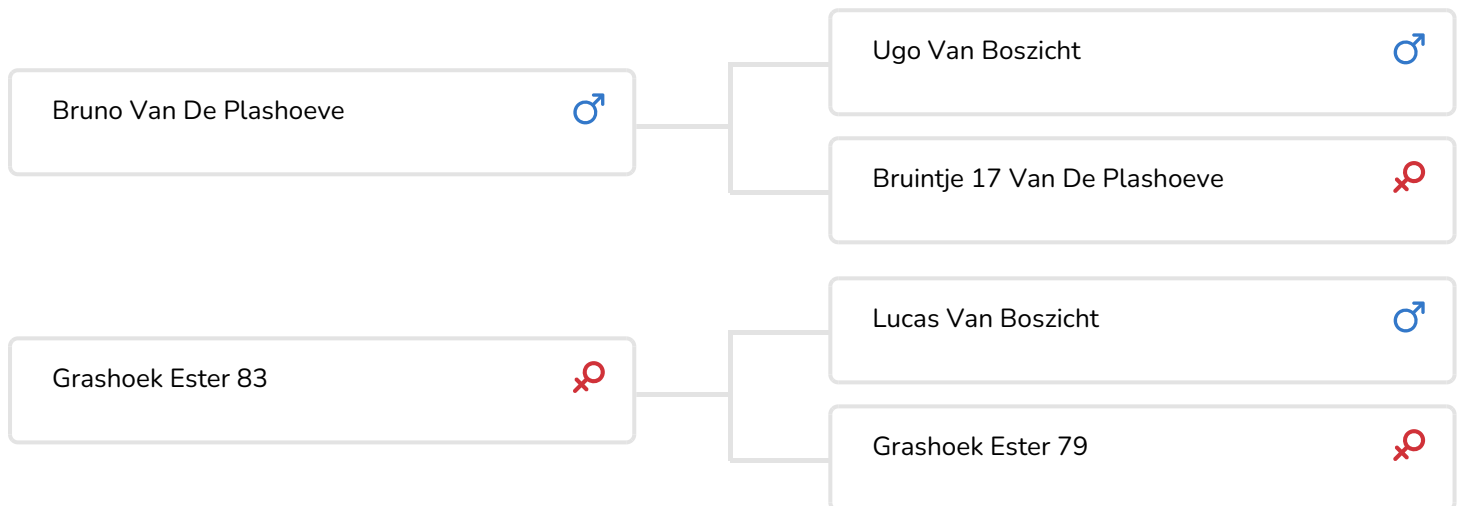 Ugo Van Boszicht
Bruno Van De Plashoeve
Bruintje 17 Van De Plashoeve
Lucas Van Boszicht
Grashoek Ester 83
Grashoek Ester 79